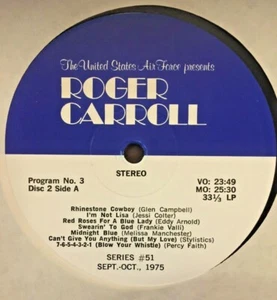 The United States Air Force presents
ROGER
CARROLL
STEREO
Program No. 3
Disc 2 Side A
VO: 23:49
MO: 25:30
33⅓ LP
Rhinestone Cowboy (Glen Campbell)
I'm Not Lisa (Jessi Colter)
Red Roses For A Blue Lady (Eddy Arnold)
Swearin' To God (Frankie Valli)
Midnight Blue (Melissa Manchester)
Can't Give You Anything (But My Love) (Stylistics)
7-6-5-4-3-2-1 (Blow Your Whistle) (Percy Faith)
SERIES #51
SEPT.-OCT., 1975